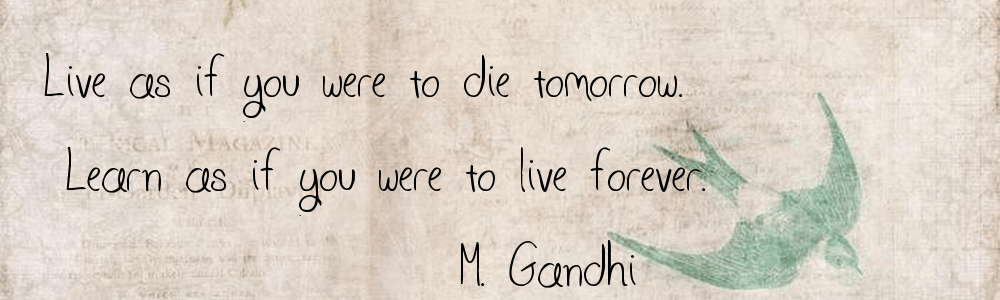 Live as if you were to die tomorrow.
Learn as if you were to live forever.
M. Gandhi